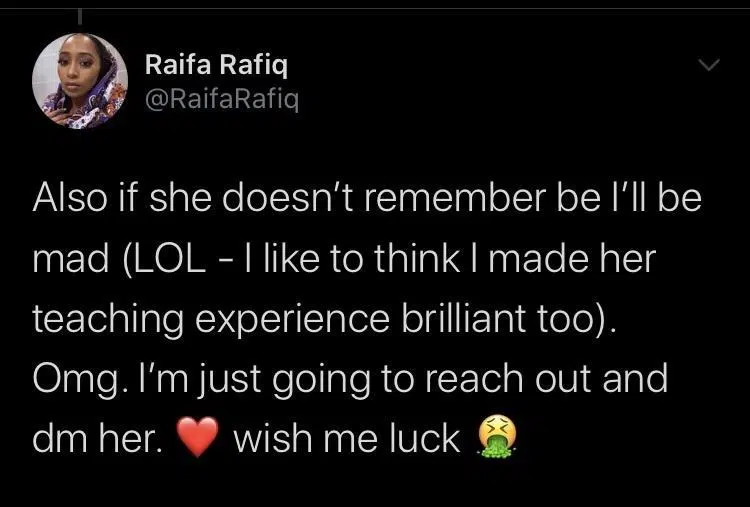 Raifa Rafiq
@RaifaRafiq
Also if she doesn’t remember be I’ll be
mad (LOL - I like to think I made her
teaching experience brilliant too).
Omg. I’m just going to reach out and
dm her. ❤️ wish me luck 🤮